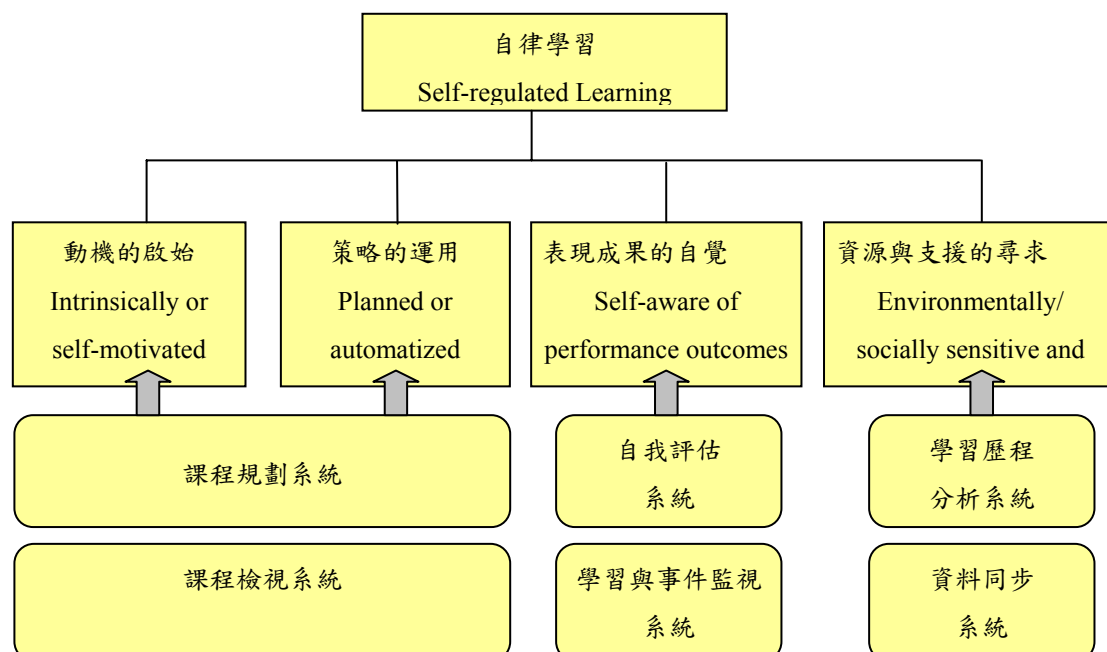 自律學習
Self-regulated Learning
動機的啟始
Intrinsically or
self-motivated
策略的運用
Planned or
automatized
表現成果的自覺
Self-aware of
performance outcomes
資源與支援的尋求
Environmentally/
socially sensitive and
課程規劃系統
自我評估
系統
學習歷程
分析系統
課程檢視系統
學習與事件監視
系統
資料同步
系統